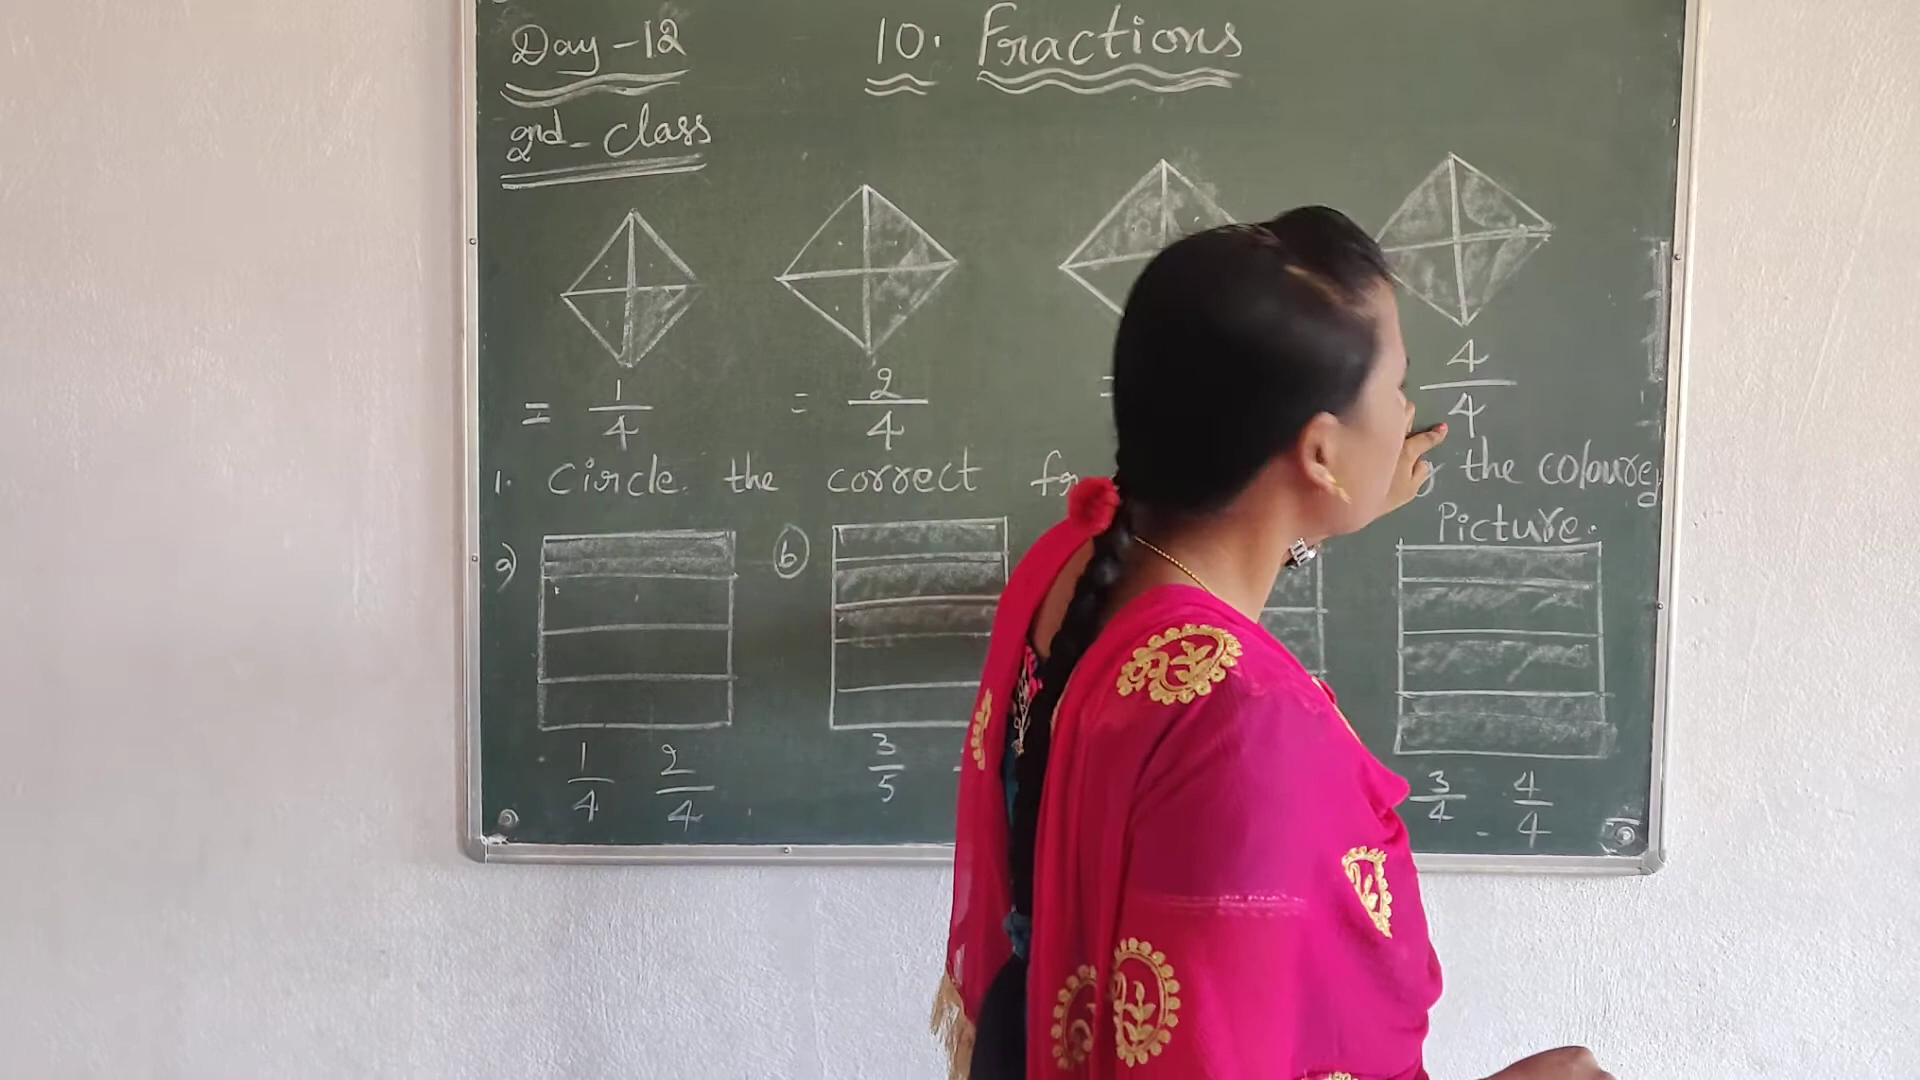 Day-12 10. Fractions
2nd-class
= 1/4 = 2/4 = 4/4
1. Circle the correct the coloured
Picture.
a) b
1/4 2/4 3/5 3/4 4/4